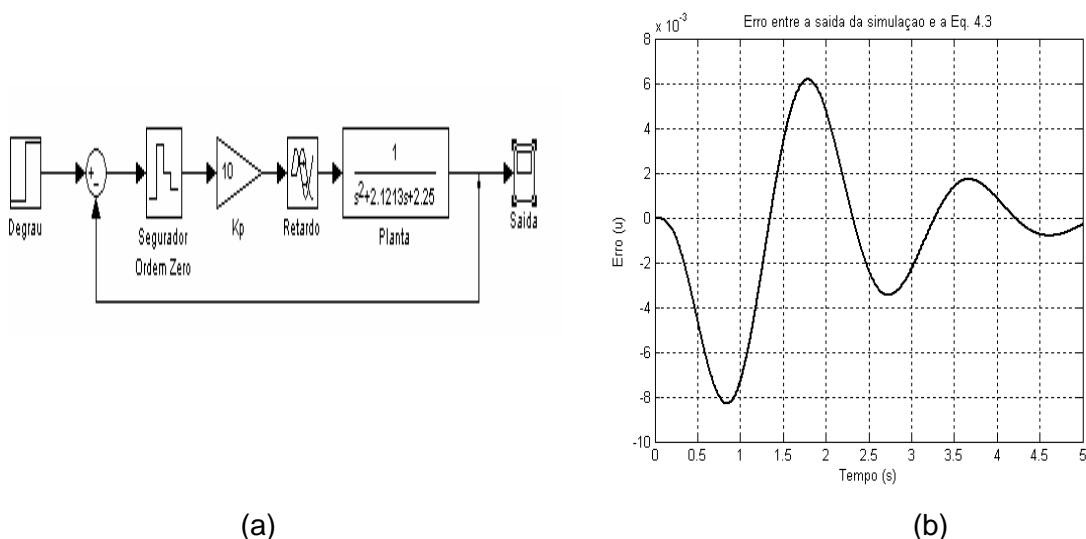 Degrau
+
-
Segurador
Ordem Zero
10
Kp
Retardo
1
s²+2.1213s+2.25
Planta
Saida
(a)
x 10⁻³
Erro entre a saida da simulaçao e a Eq. 4.3
8
6
4
2
0
-2
-4
-6
-8
-10
Erro (u)
0 0.5 1 1.5 2 2.5 3 3.5 4 4.5 5
Tempo (s)
(b)